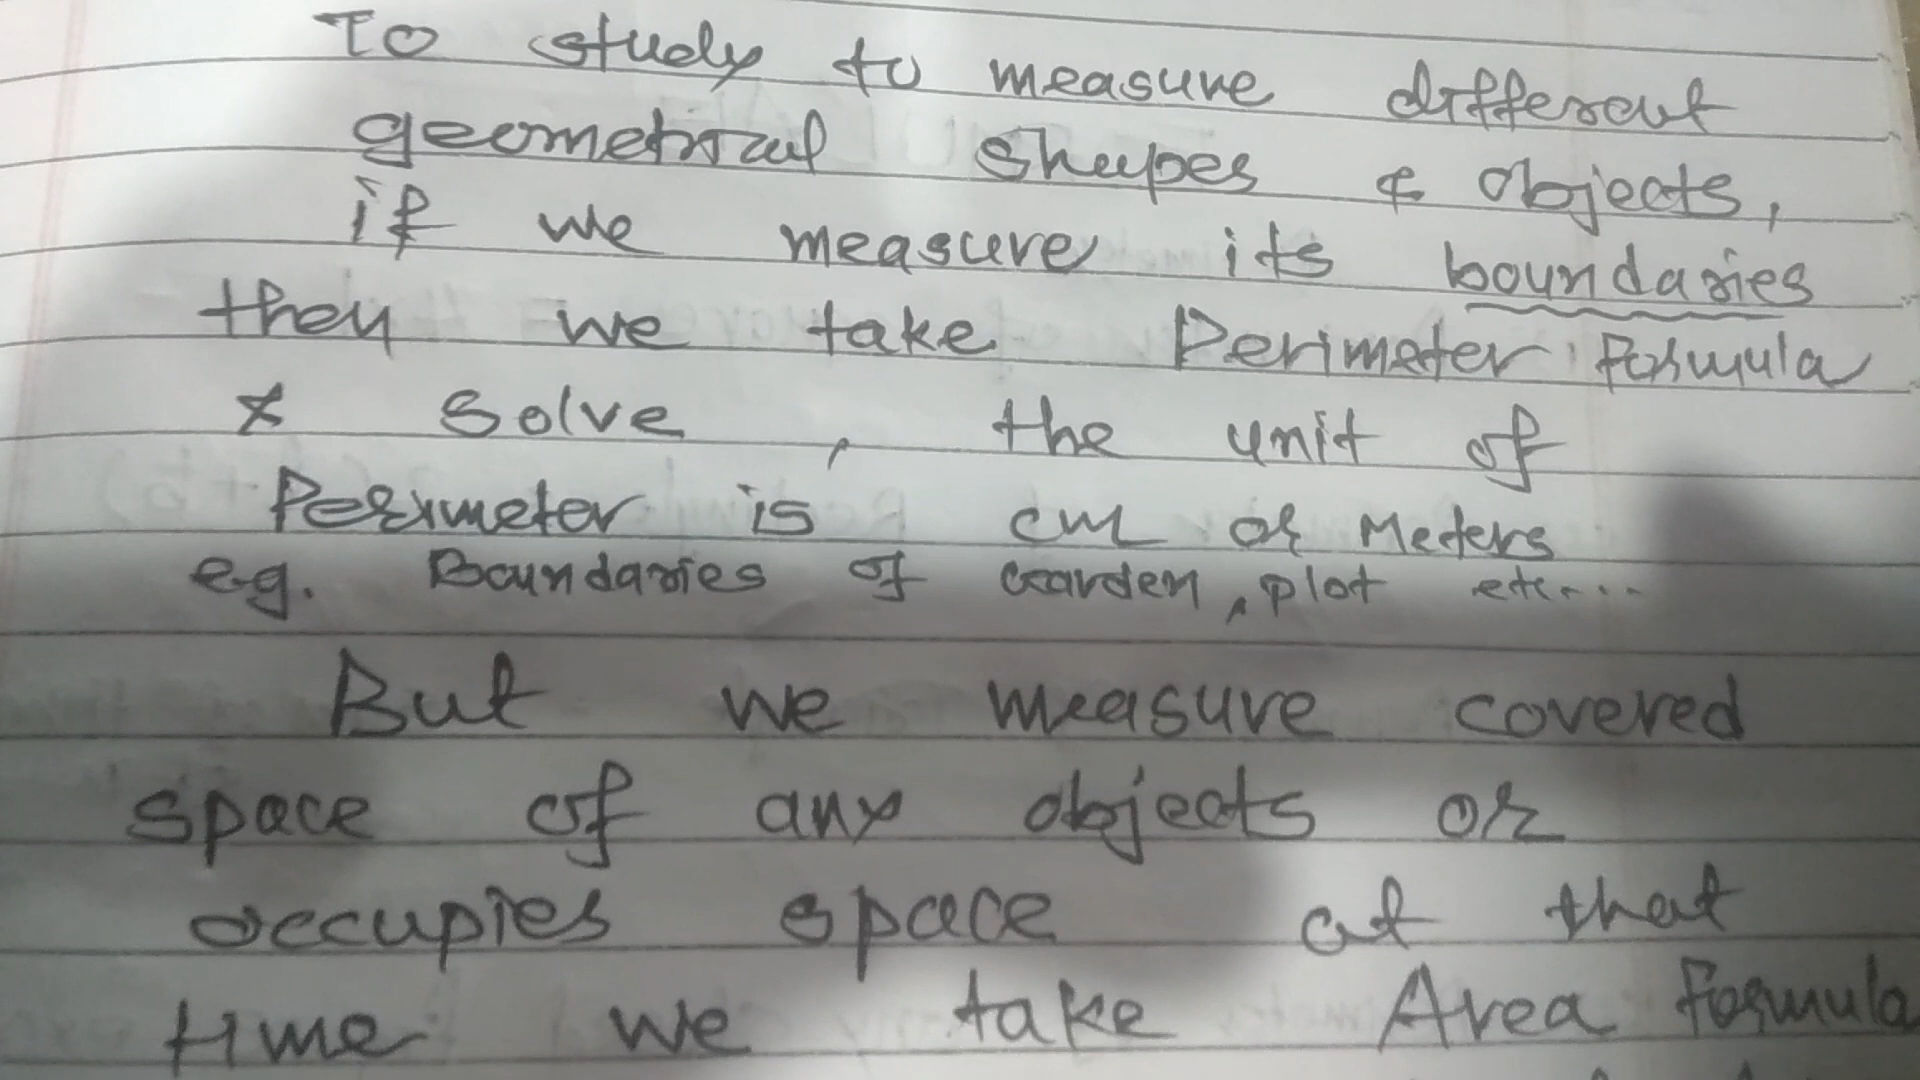 To study to measure different
geometrical shapes & objects,
if we measure its boundaries
then we take Perimeter formula
& solve, the unit of
Perimeter is cm or Meters
e.g. Boundaries of Garden, plot etc....
But we measure covered
space of any objects or
occupies space at that
time we take Area formula